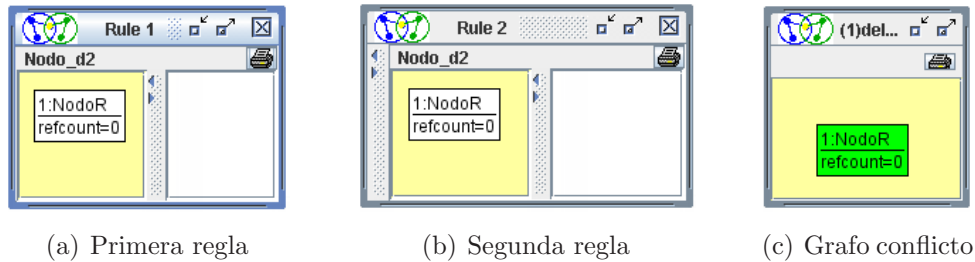 Rule 1
Nodo_d2
1:NodoR
refcount=0
Rule 2
Nodo_d2
1:NodoR
refcount=0
(1)del...
1:NodoR
refcount=0
(a) Primera regla
(b) Segunda regla
(c) Grafo conflicto